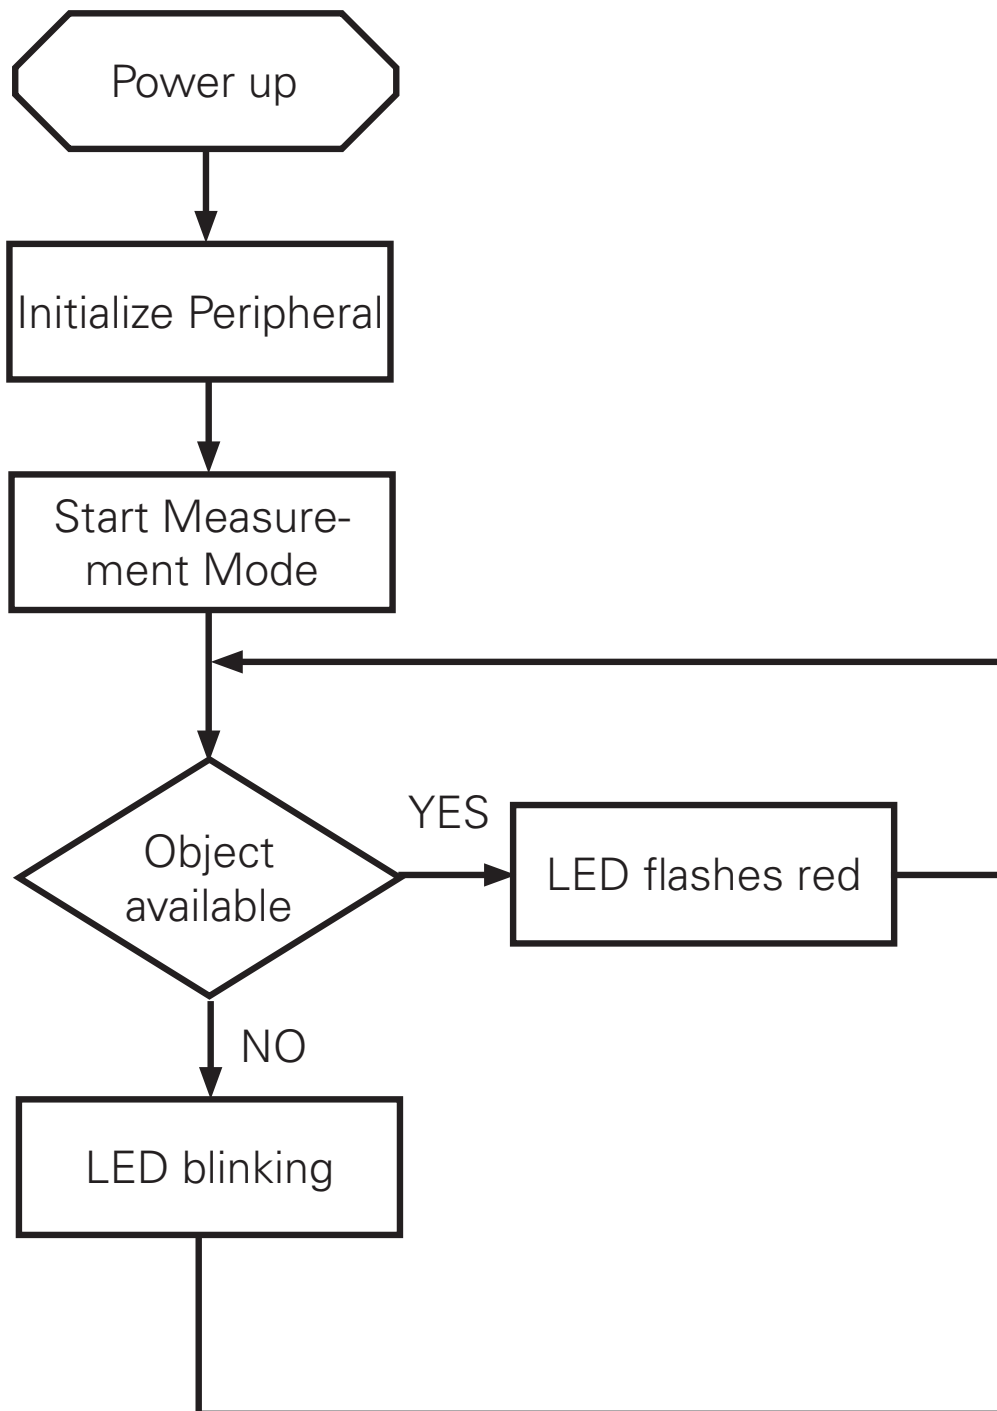 Power up
Initialize Peripheral
Start Measure-
ment Mode
YES
Object
available
LED flashes red
NO
LED blinking